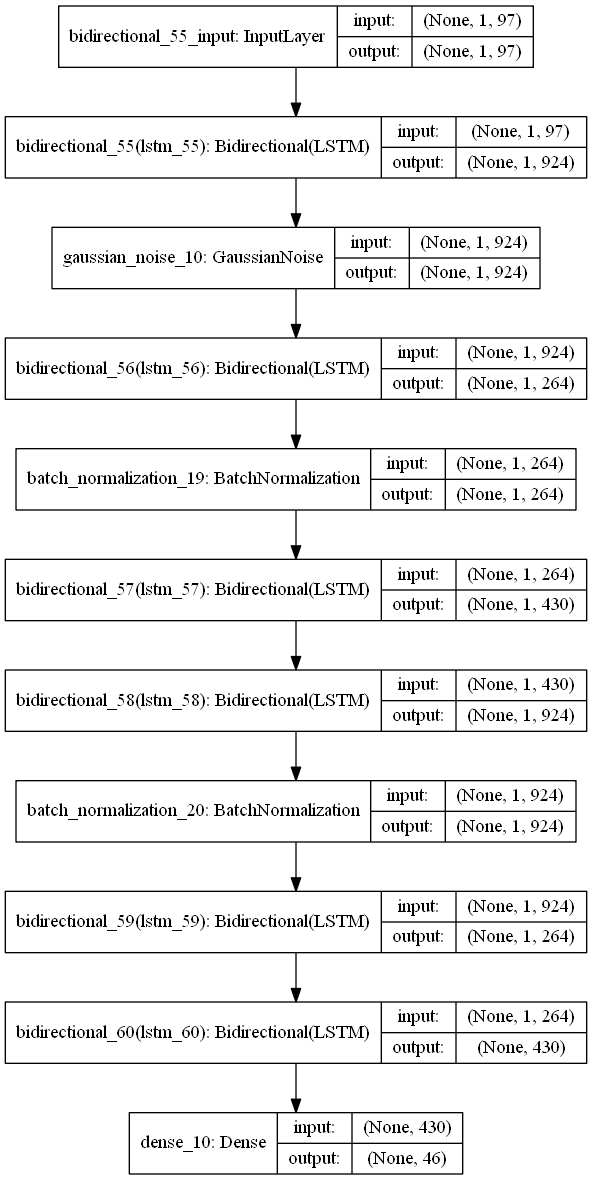 bidirectional_55_input: InputLayer
input: (None, 1, 97)
output: (None, 1, 97)
bidirectional_55(lstm_55): Bidirectional(LSTM)
input: (None, 1, 97)
output: (None, 1, 924)
gaussian_noise_10: GaussianNoise
input: (None, 1, 924)
output: (None, 1, 924)
bidirectional_56(lstm_56): Bidirectional(LSTM)
input: (None, 1, 924)
output: (None, 1, 264)
batch_normalization_19: BatchNormalization
input: (None, 1, 264)
output: (None, 1, 264)
bidirectional_57(lstm_57): Bidirectional(LSTM)
input: (None, 1, 264)
output: (None, 1, 430)
bidirectional_58(lstm_58): Bidirectional(LSTM)
input: (None, 1, 430)
output: (None, 1, 924)
batch_normalization_20: BatchNormalization
input: (None, 1, 924)
output: (None, 1, 924)
bidirectional_59(lstm_59): Bidirectional(LSTM)
input: (None, 1, 924)
output: (None, 1, 264)
bidirectional_60(lstm_60): Bidirectional(LSTM)
input: (None, 1, 264)
output: (None, 430)
dense_10: Dense
input: (None, 430)
output: (None, 46)